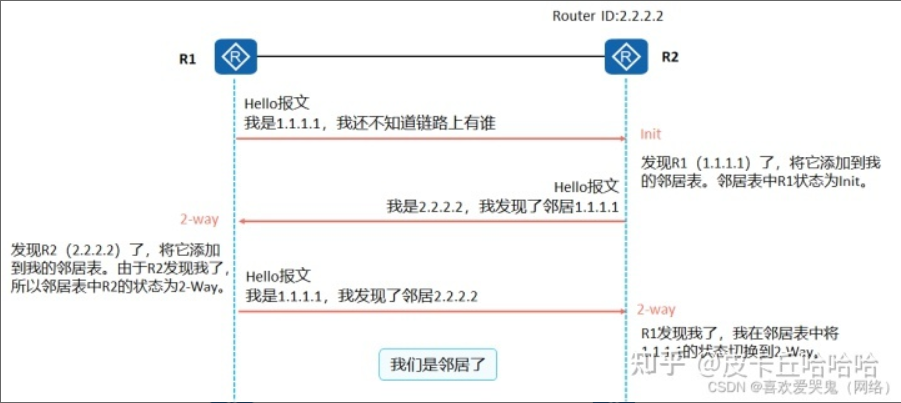 Router ID:2.2.2.2
R1
R
R
R2
Hello报文
我是1.1.1.1，我还不知道链路上有谁
Init
发现R1（1.1.1.1）了，将它添加到我
的邻居表。邻居表中R1状态为Init。
Hello报文
我是2.2.2.2，我发现了邻居1.1.1.1
2-way
发现R2（2.2.2.2）了，将它添加
到我的邻居表。由于R2发现我了，
所以邻居表中R2的状态为2-Way。
Hello报文
我是1.1.1.1，我发现了邻居2.2.2.2
2-way
R1发现我了，我在邻居表中将
1.1.1.1的状态切换到2-Way。
我们是邻居了
知乎 @皮卡丘哈哈哈
CSDN @喜欢爱哭鬼（网络）